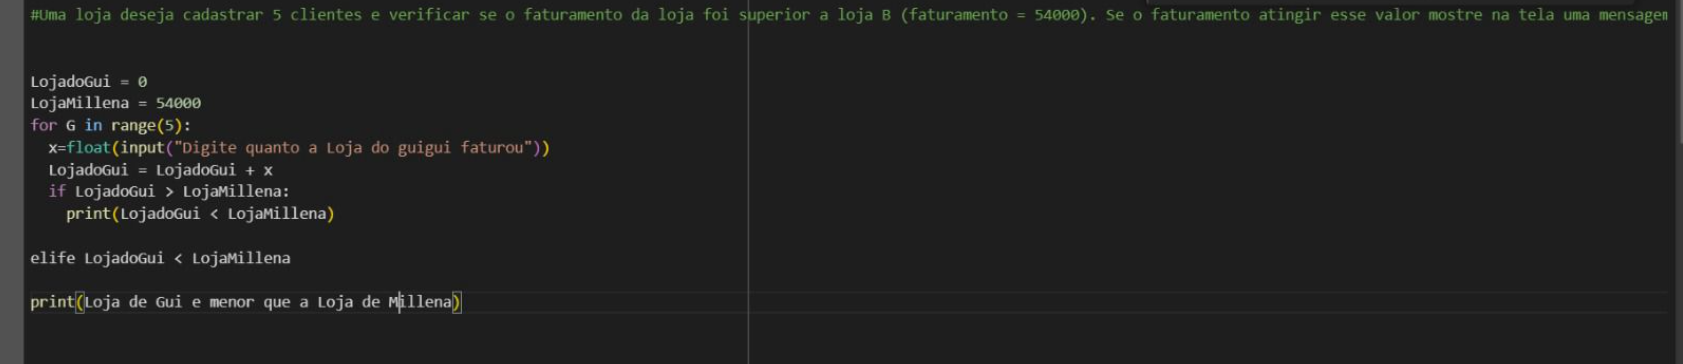 #Uma loja deseja cadastrar 5 clientes e verificar se o faturamento da loja foi superior a loja B (faturamento = 54000). Se o faturamento atingir esse valor mostre na tela uma mensagem
LojadoGui = 0
LojaMillena = 54000
for G in range(5):
  x=float(input("Digite quanto a Loja do guigui faturou"))
  LojadoGui = LojadoGui + x
  if LojadoGui > LojaMillena:
    print(LojadoGui < LojaMillena)
elife LojadoGui < LojaMillena
print(Loja de Gui e menor que a Loja de Millena)